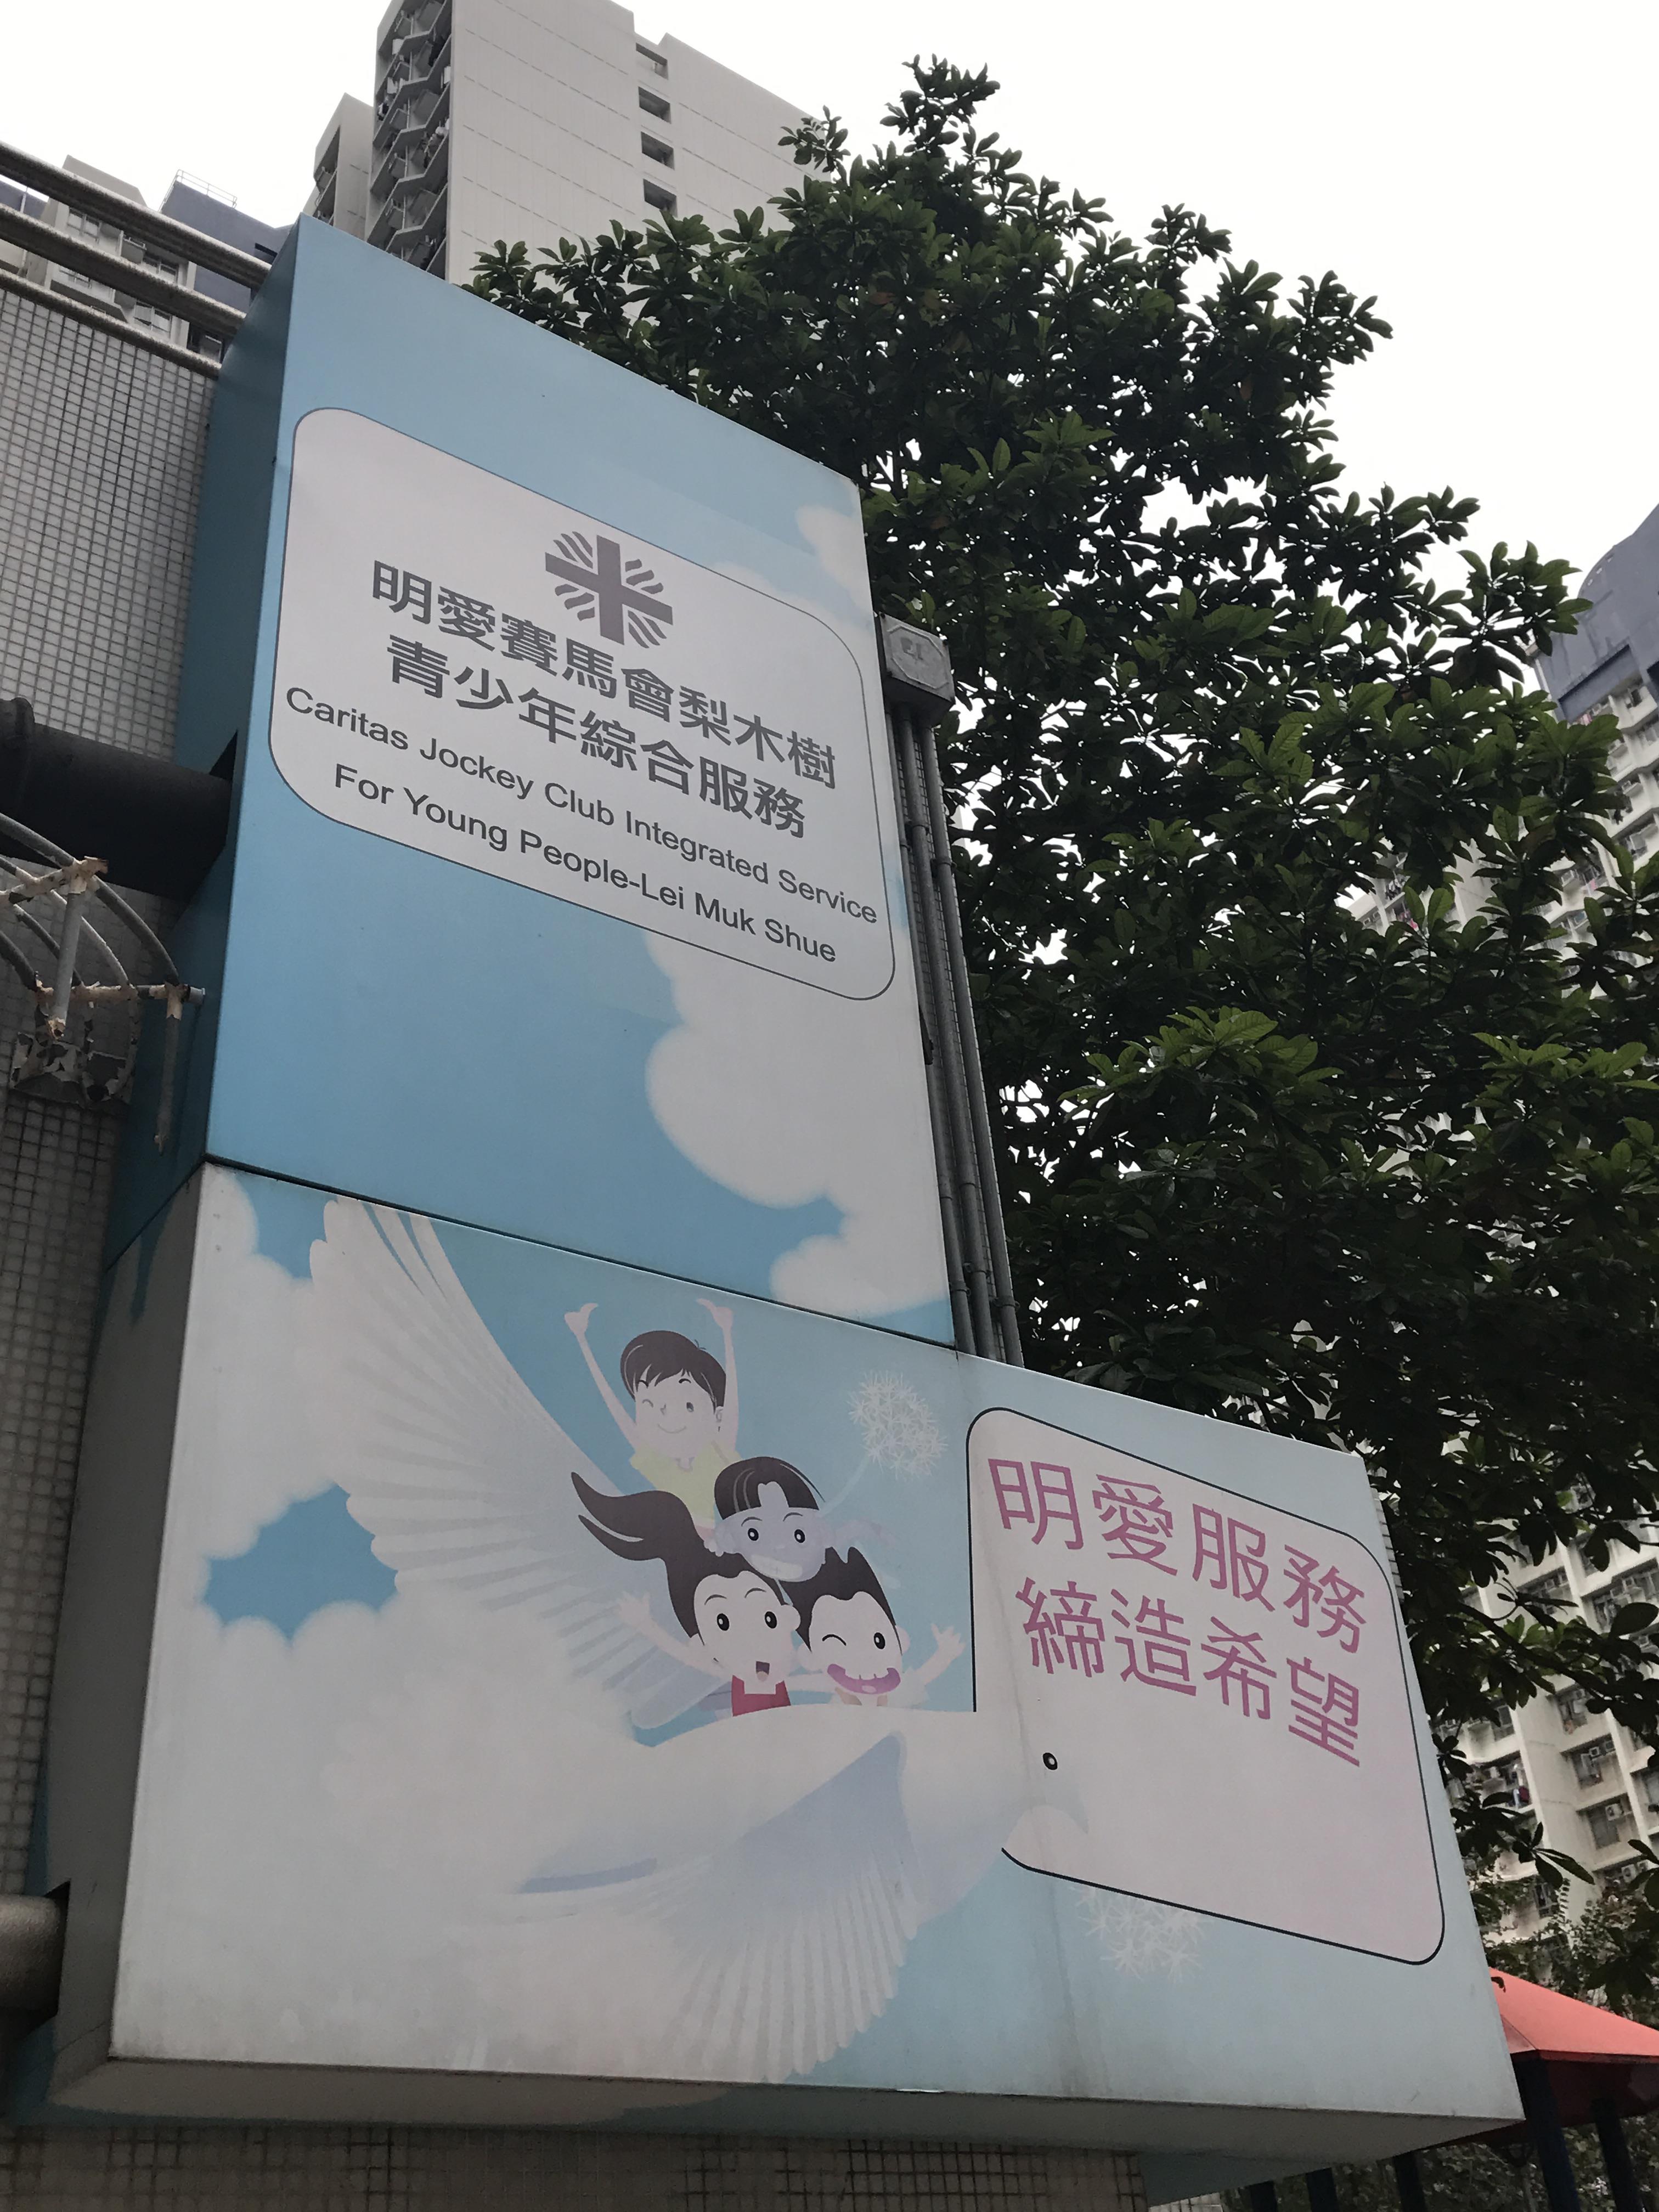 明愛賽馬會梨木樹
青少年綜合服務
Caritas Jockey Club Integrated Service
For Young People-Lei Muk Shue
明愛服務
締造希望